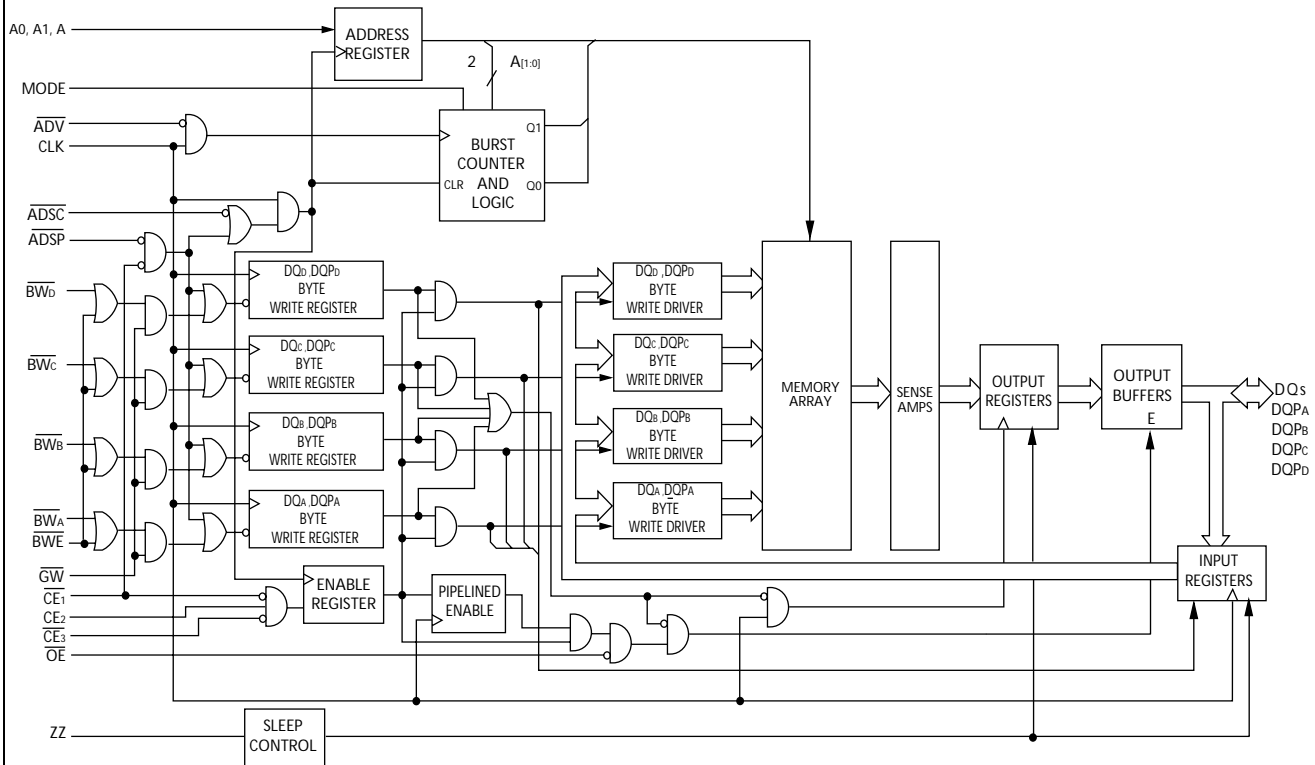 A0, A1, A
ADDRESS
REGISTER
2 A[1:0]
MODE
ADV
CLK
BURST
COUNTER
AND
LOGIC
CLR
Q1
Q0
ADSC
ADSP
BWD
BWC
BWB
BWA
BWE
GW
CE1
CE2
CE3
OE
ZZ
DQD,DQPD
BYTE
WRITE REGISTER
DQC,DQPC
BYTE
WRITE REGISTER
DQB,DQPB
BYTE
WRITE REGISTER
DQA,DQPA
BYTE
WRITE REGISTER
ENABLE
REGISTER
PIPELINED
ENABLE
SLEEP
CONTROL
DQD,DQPD
BYTE
WRITE DRIVER
DQC,DQPC
BYTE
WRITE DRIVER
DQB,DQPB
BYTE
WRITE DRIVER
DQA,DQPA
BYTE
WRITE DRIVER
MEMORY
ARRAY
SENSE
AMPS
OUTPUT
REGISTERS
OUTPUT
BUFFERS
E
DQs
DQPA
DQPB
DQPC
DQPD
INPUT
REGISTERS